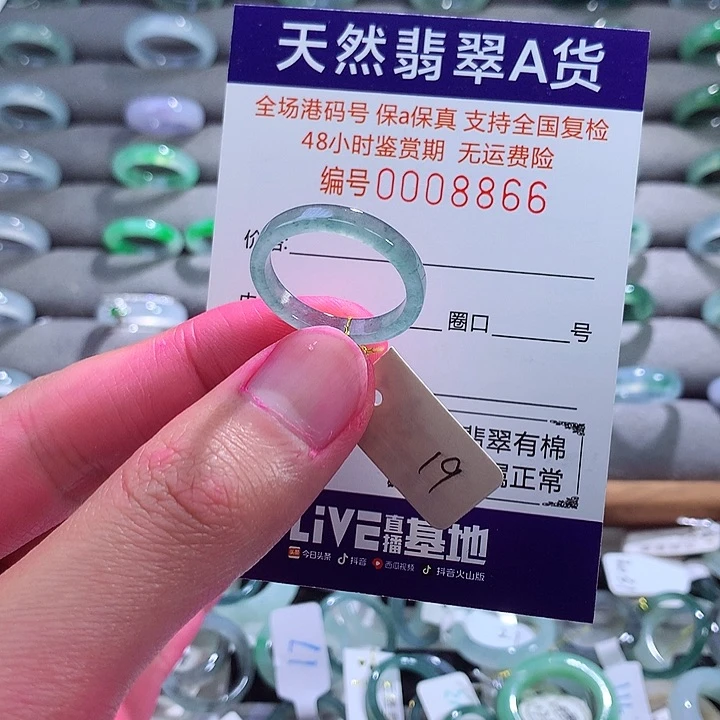 天然翡翠A货
全场港码号 保a保真 支持全国复检
48小时鉴赏期 无运费险
编号0008866
价格:
圈口 号
翡翠有棉
属正常
19
LiVE直播基地
今日头条 抖音 西瓜视频 抖音火山版
17